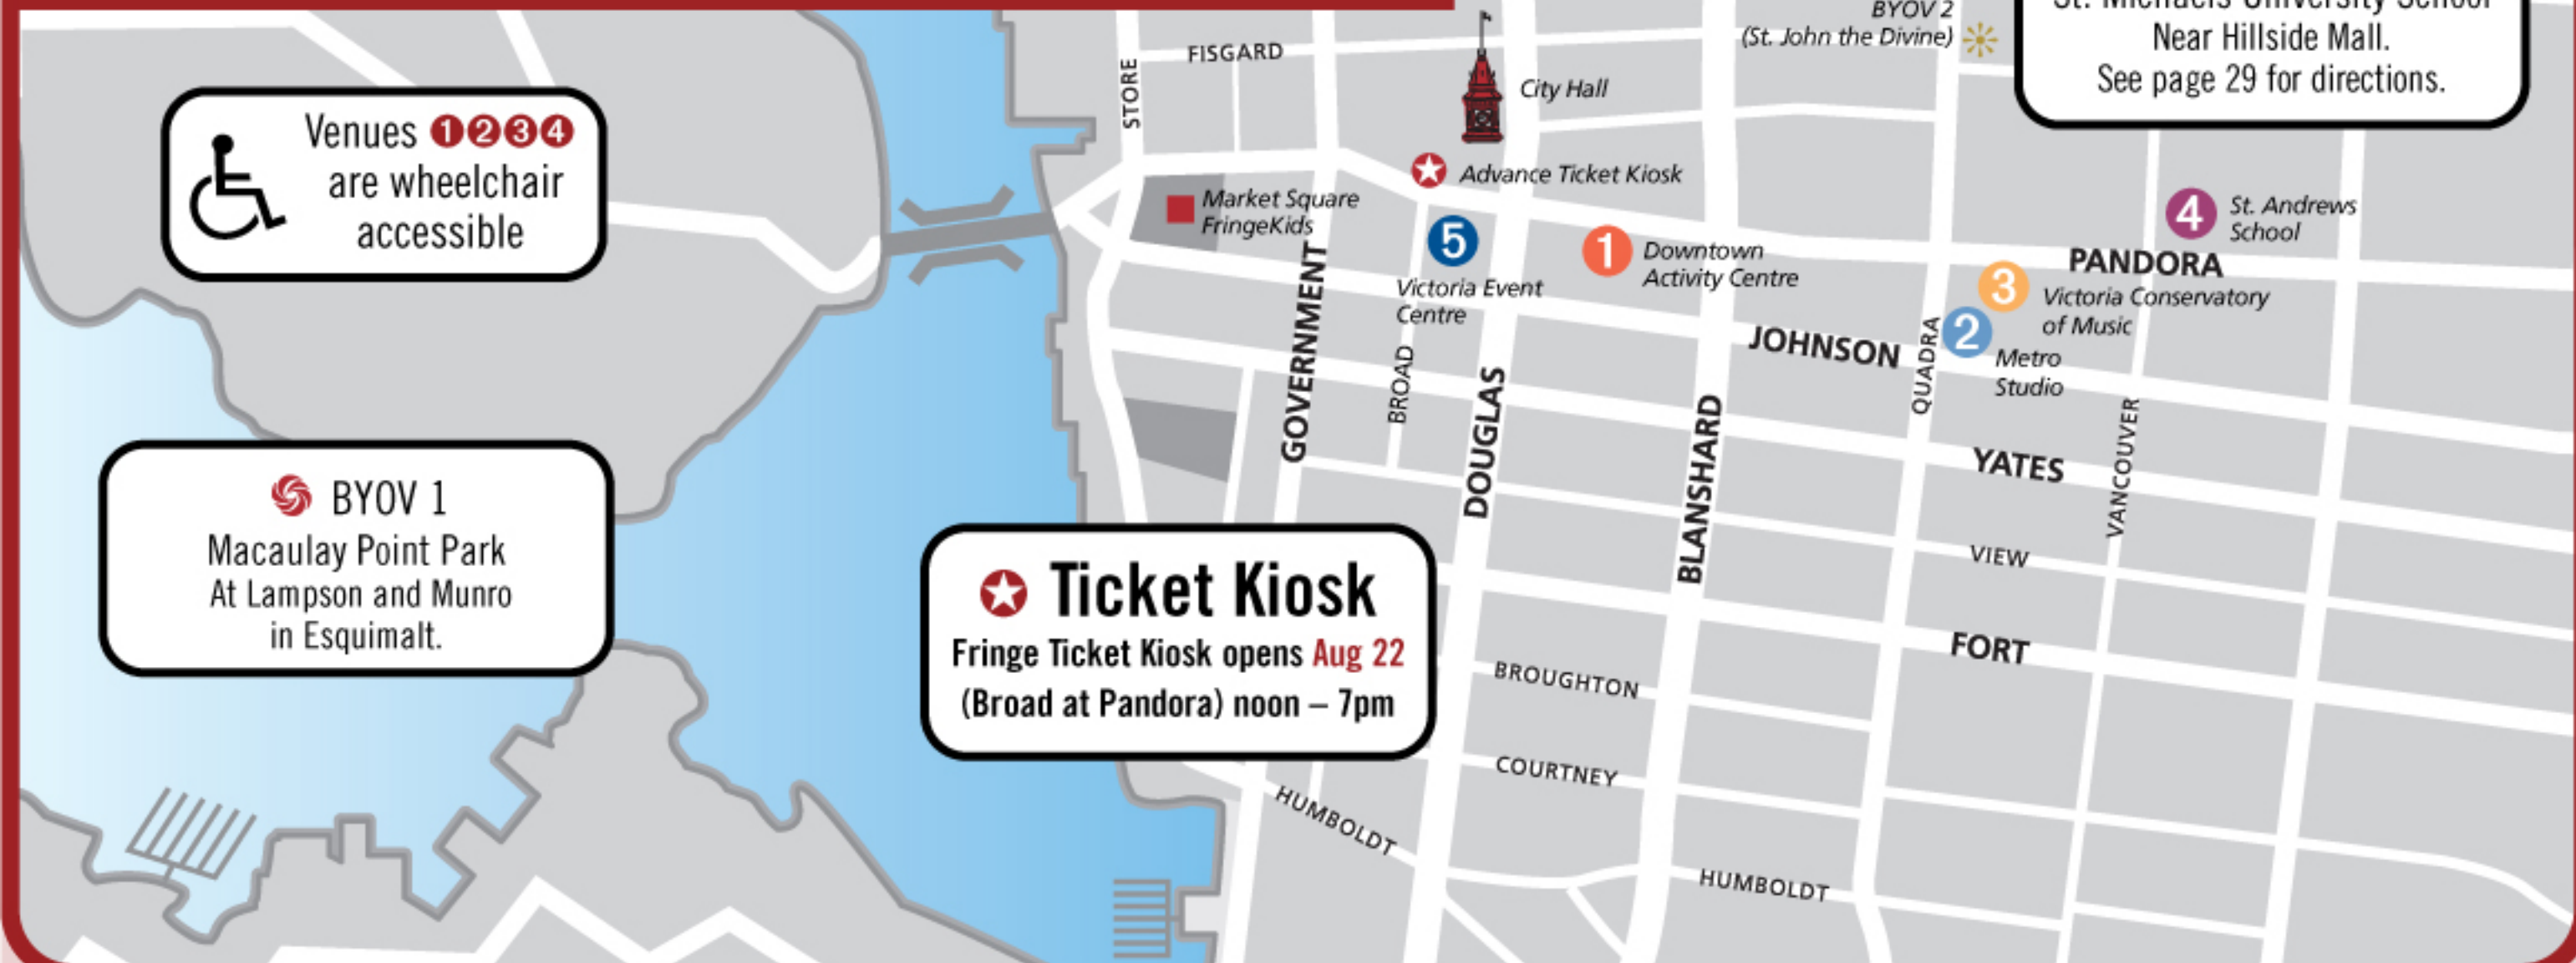 BYOV 2
(St. John the Divine)
St. Michaels University School
Near Hillside Mall.
See page 29 for directions.
FISGARD
STORE
City Hall
Venues 1 2 3 4
are wheelchair
accessible
Advance Ticket Kiosk
Market Square
FringeKids
4 St. Andrews
School
5
Victoria Event
Centre
1 Downtown
Activity Centre
PANDORA
3 Victoria Conservatory
of Music
2 Metro
Studio
GOVERNMENT
BROAD
DOUGLAS
BLANSHARD
JOHNSON
QUADRA
VANCOUVER
YATES
VIEW
FORT
BYOV 1
Macaulay Point Park
At Lampson and Munro
in Esquimalt.
Ticket Kiosk
Fringe Ticket Kiosk opens Aug 22
(Broad at Pandora) noon – 7pm
BROUGHTON
COURTNEY
HUMBOLDT
HUMBOLDT